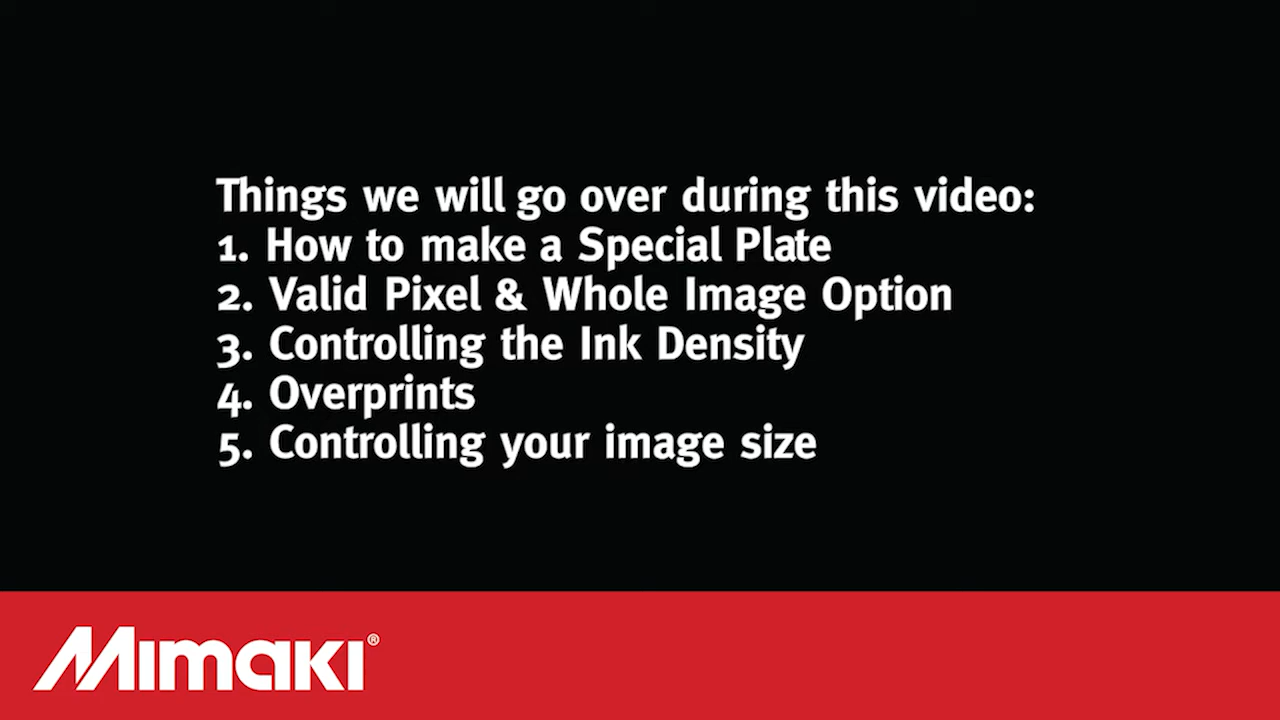 Things we will go over during this video:
1. How to make a Special Plate
2. Valid Pixel & Whole Image Option
3. Controlling the Ink Density
4. Overprints
5. Controlling your image size
Mimaki®